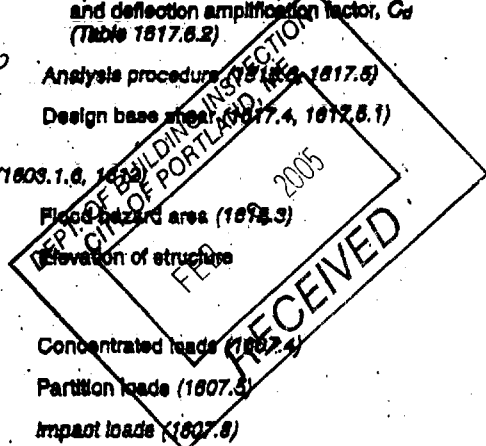 and deflection amplification factor, Cd
(Table 1617.6.2)
Analysis procedure 1617.5)
Design base shear (1617.4, 1617.5.1)
(1603.1.6, 1612)
Flood hazard area (1612.3)
Elevation of structure
Concentrated loads (1607.4)
Partition loads (1607.5)
Impact loads (1607.8)
DEPT. OF BUILDING INSPECTION
CITY OF PORTLAND, ME
FEB 2005
RECEIVED